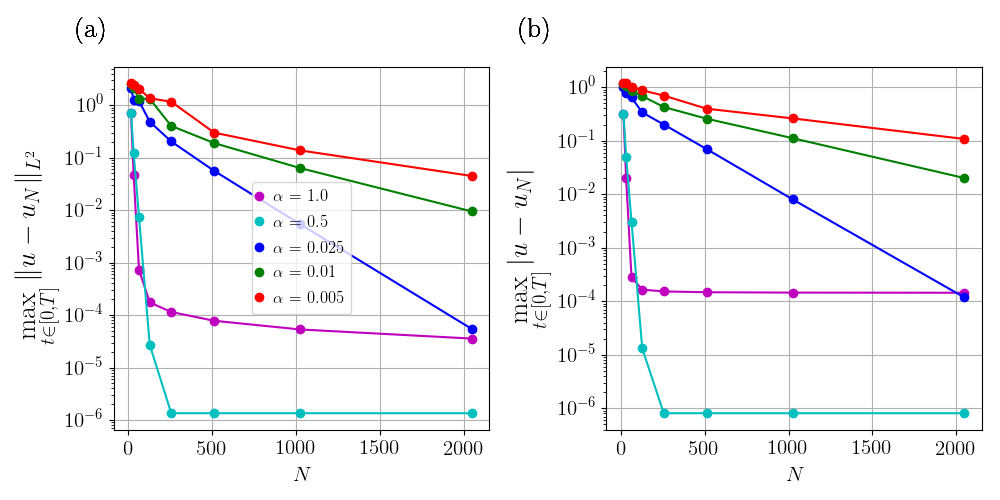 (a)
10^0
10^-1
10^-2
10^-3
10^-4
10^-5
10^-6
max_{t∈[0,T]} ||u − u_N||_{L^2}
α = 1.0
α = 0.5
α = 0.025
α = 0.01
α = 0.005
0 500 1000 1500 2000
N
(b)
10^0
10^-1
10^-2
10^-3
10^-4
10^-5
10^-6
max_{t∈[0,T]} |u − u_N|
0 500 1000 1500 2000
N